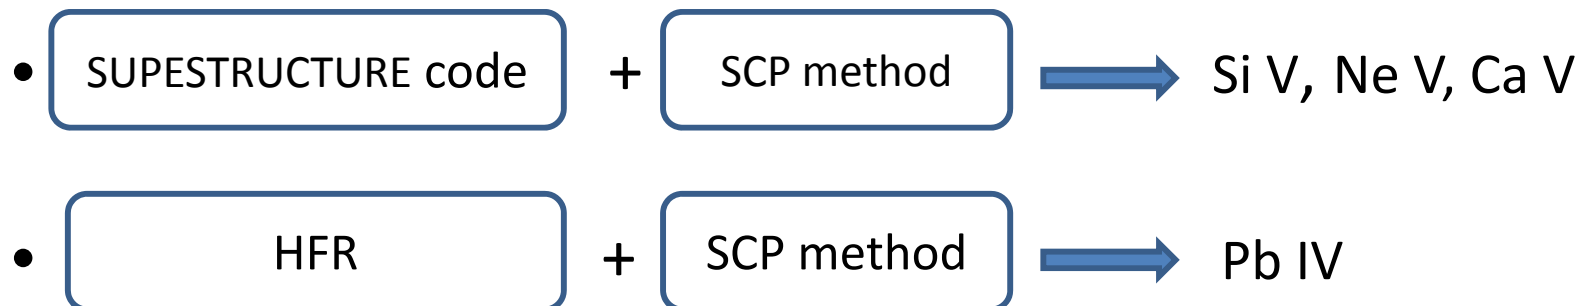 • SUPESTRUCTURE code + SCP method Si V, Ne V, Ca V
• HFR + SCP method Pb IV